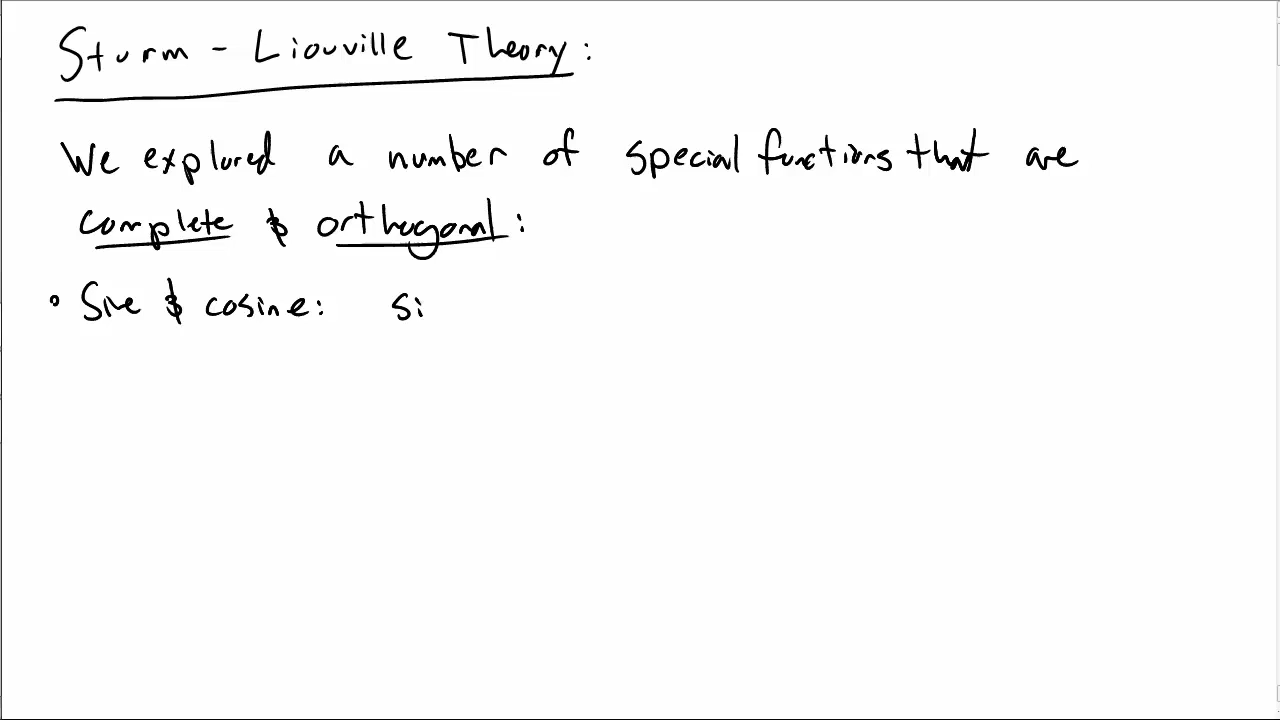 Sturm - Liouville Theory:
We explored a number of special functions that are
complete & orthogonal:
• Sine & cosine: si